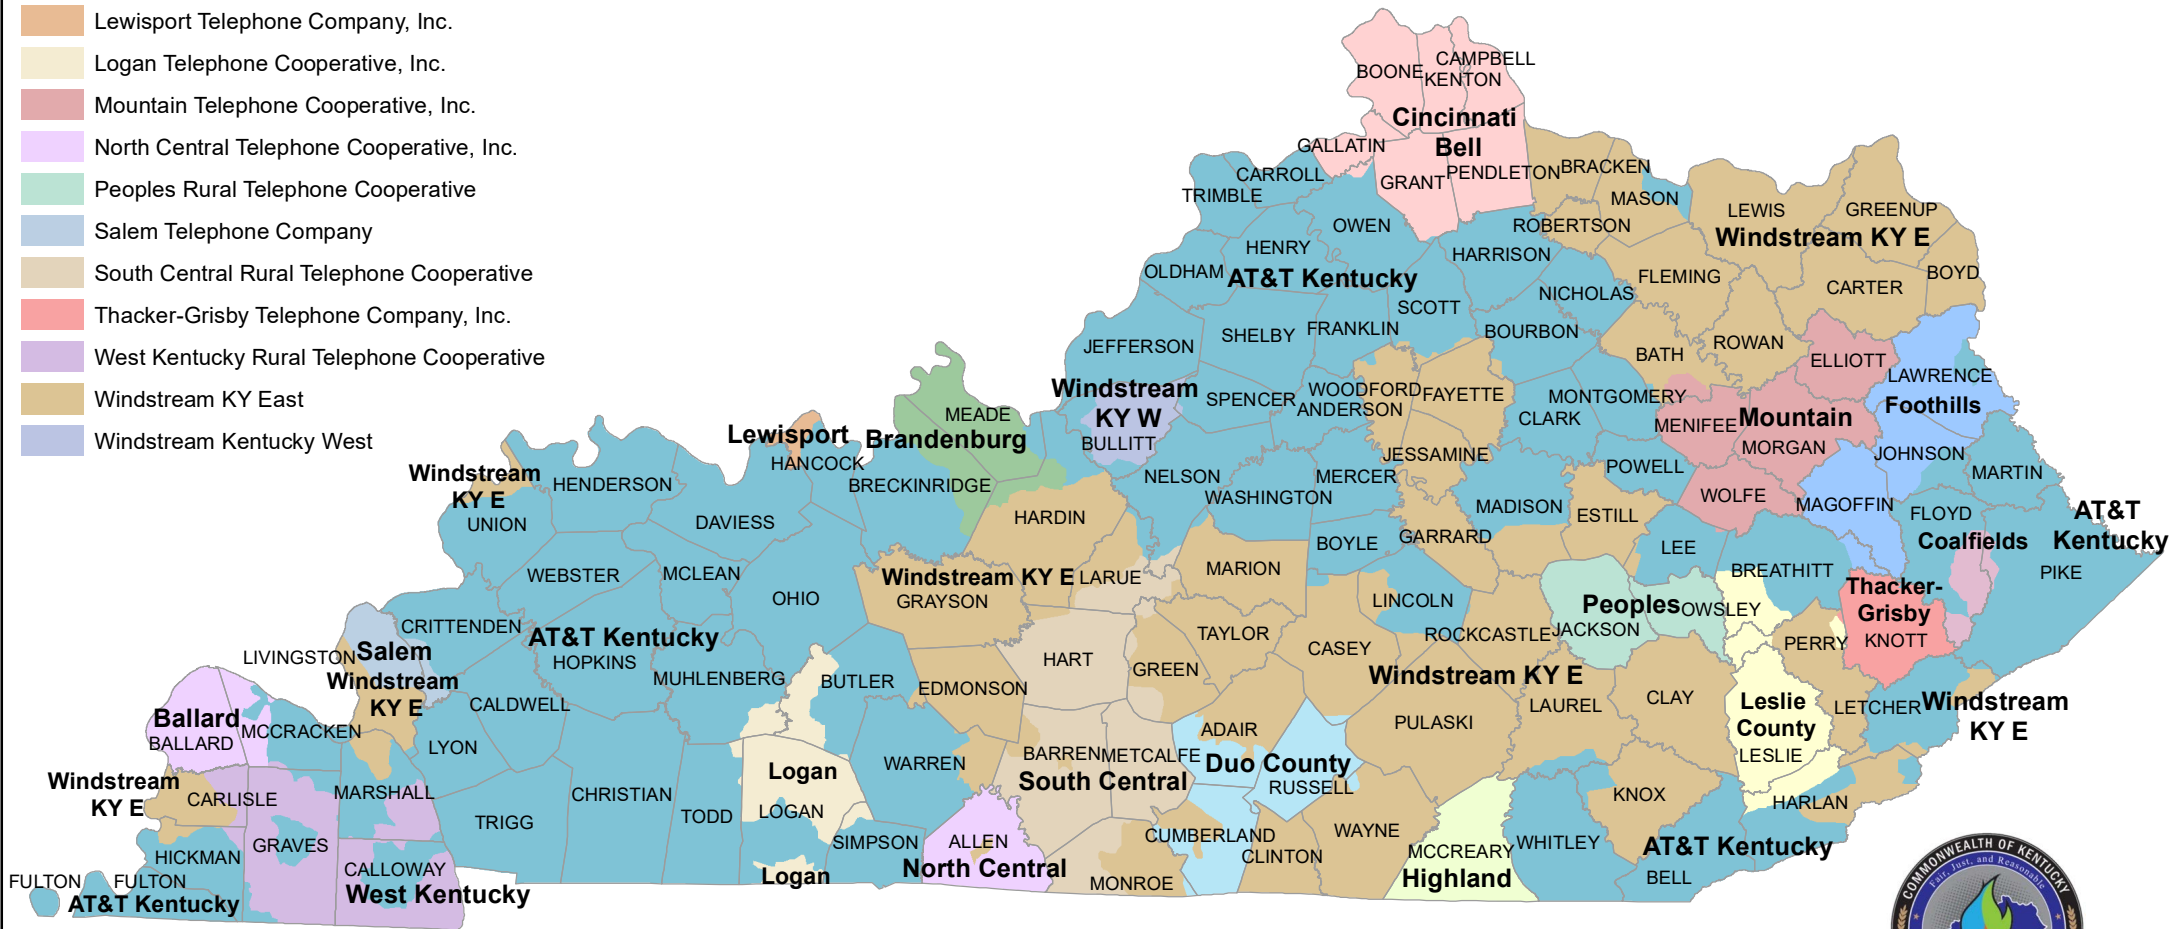 Lewisport Telephone Company, Inc.
Logan Telephone Cooperative, Inc.
Mountain Telephone Cooperative, Inc.
North Central Telephone Cooperative, Inc.
Peoples Rural Telephone Cooperative
Salem Telephone Company
South Central Rural Telephone Cooperative
Thacker-Grisby Telephone Company, Inc.
West Kentucky Rural Telephone Cooperative
Windstream KY East
Windstream Kentucky West
BOONE
CAMPBELL
KENTON
Cincinnati
Bell
GALLATIN
GRANT
PENDLETON
BRACKEN
CARROLL
TRIMBLE
MASON
OWEN
ROBERTSON
LEWIS
GREENUP
Windstream KY E
HENRY
HARRISON
OLDHAM
AT&T Kentucky
FLEMING
BOYD
CARTER
NICHOLAS
SCOTT
SHELBY
FRANKLIN
BOURBON
JEFFERSON
ROWAN
BATH
ELLIOTT
LAWRENCE
Foothills
Windstream
KY W
BULLITT
SPENCER
WOODFORD
ANDERSON
FAYETTE
MONTGOMERY
CLARK
MENIFEE
Mountain
MORGAN
MEADE
Brandenburg
Lewisport
HANCOCK
BRECKINRIDGE
JESSAMINE
JOHNSON
MARTIN
POWELL
NELSON
WASHINGTON
MERCER
MADISON
WOLFE
MAGOFFIN
Windstream
KY E
HENDERSON
UNION
DAVIESS
HARDIN
ESTILL
FLOYD
AT&T
Kentucky
Coalfields
PIKE
BOYLE
GARRARD
LEE
BREATHITT
WEBSTER
MCLEAN
OHIO
Windstream KY E
GRAYSON
LARUE
MARION
LINCOLN
Peoples
OWSLEY
JACKSON
Thacker-
Grisby
KNOTT
CRITTENDEN
AT&T Kentucky
HOPKINS
TAYLOR
ROCKCASTLE
PERRY
LIVINGSTON
Salem
Windstream
KY E
MUHLENBERG
BUTLER
EDMONSON
HART
GREEN
CASEY
Windstream KY E
LAUREL
CLAY
Leslie
County
LESLIE
LETCHER
Windstream
KY E
Ballard
BALLARD
MCCRACKEN
CALDWELL
LYON
WARREN
BARREN
METCALFE
South Central
ADAIR
Duo County
RUSSELL
PULASKI
Windstream
KY E
CARLISLE
MARSHALL
TRIGG
CHRISTIAN
TODD
Logan
LOGAN
KNOX
HARLAN
HICKMAN
GRAVES
SIMPSON
ALLEN
North Central
CUMBERLAND
CLINTON
WAYNE
MCCREARY
Highland
WHITLEY
AT&T Kentucky
BELL
FULTON
FULTON
AT&T Kentucky
CALLOWAY
West Kentucky
Logan
MONROE
COMMONWEALTH OF KENTUCKY
Fair, Just, and Reasonable